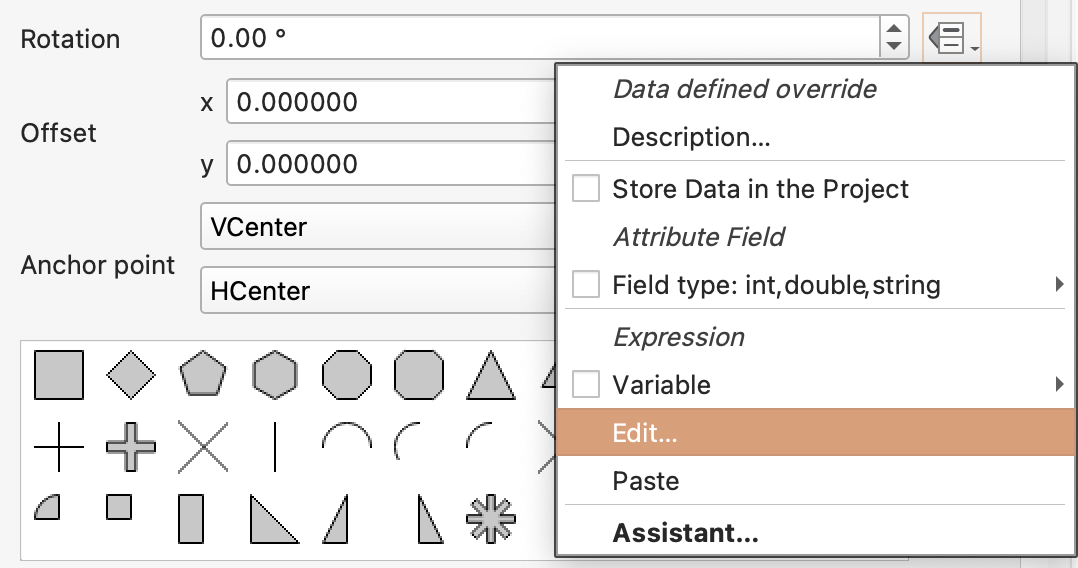 Rotation
0.00 °
Data defined override
Description...
Offset
x
0.000000
y
0.000000
Store Data in the Project
Attribute Field
Field type: int,double,string
Anchor point
VCenter
HCenter
Expression
Variable
Edit...
Paste
Assistant...